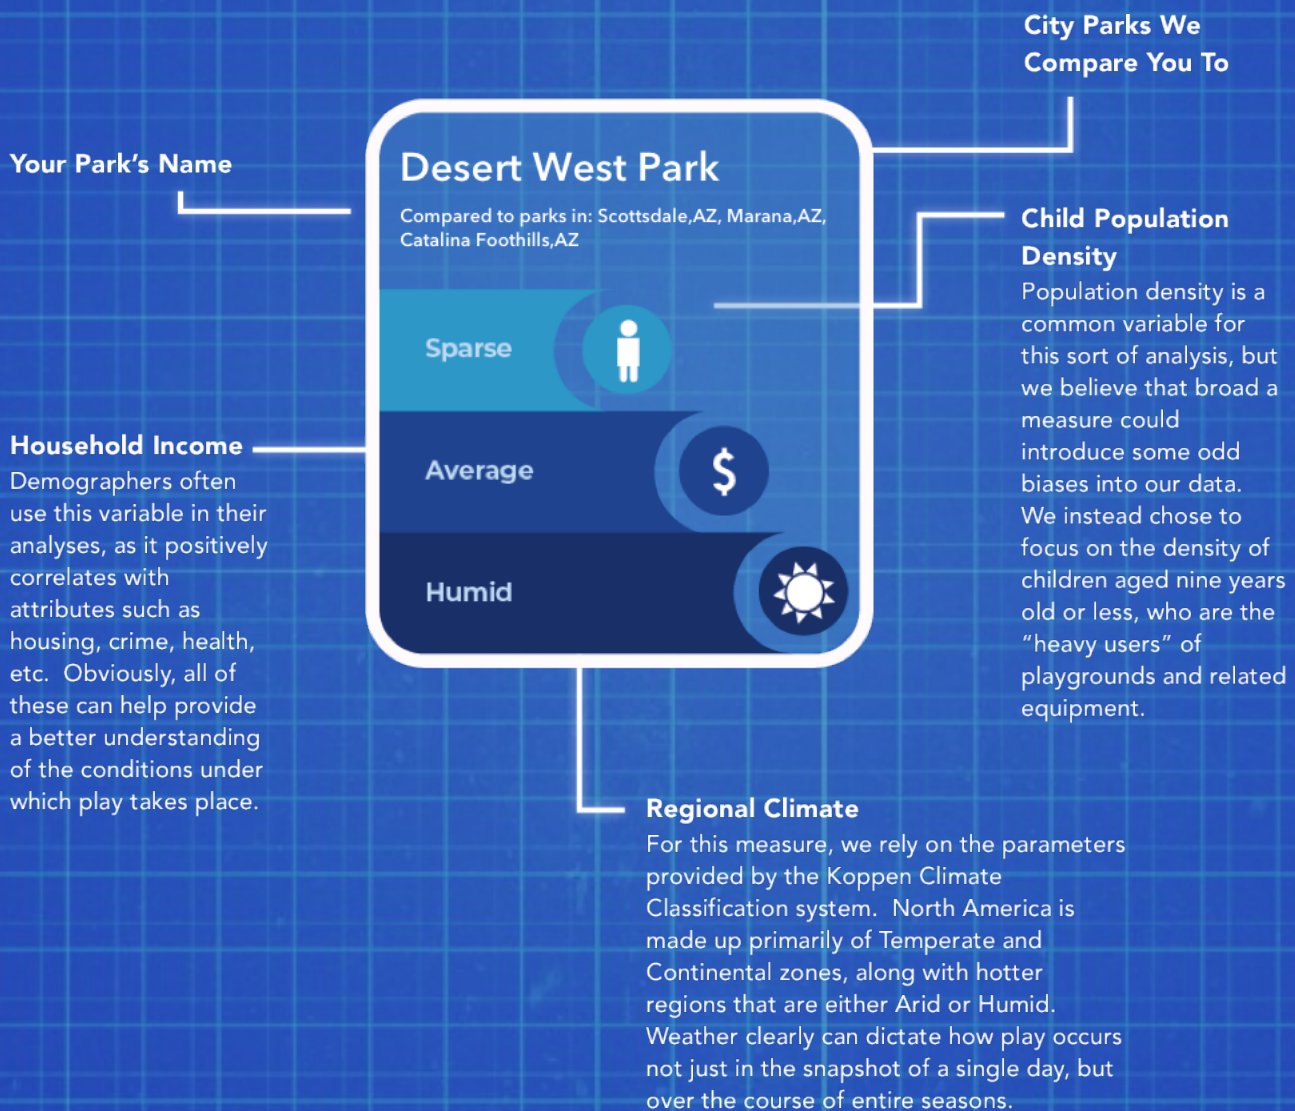 City Parks We
Compare You To
Your Park's Name
Desert West Park
Compared to parks in: Scottsdale,AZ, Marana,AZ,
Catalina Foothills,AZ
Child Population
Density
Population density is a
common variable for
this sort of analysis, but
we believe that broad a
measure could
introduce some odd
biases into our data.
We instead chose to
focus on the density of
children aged nine years
old or less, who are the
“heavy users” of
playgrounds and related
equipment.
Sparse
Average
$
Humid
Household Income
Demographers often
use this variable in their
analyses, as it positively
correlates with
attributes such as
housing, crime, health,
etc.  Obviously, all of
these can help provide
a better understanding
of the conditions under
which play takes place.
Regional Climate
For this measure, we rely on the parameters
provided by the Koppen Climate
Classification system.  North America is
made up primarily of Temperate and
Continental zones, along with hotter
regions that are either Arid or Humid.
Weather clearly can dictate how play occurs
not just in the snapshot of a single day, but
over the course of entire seasons.